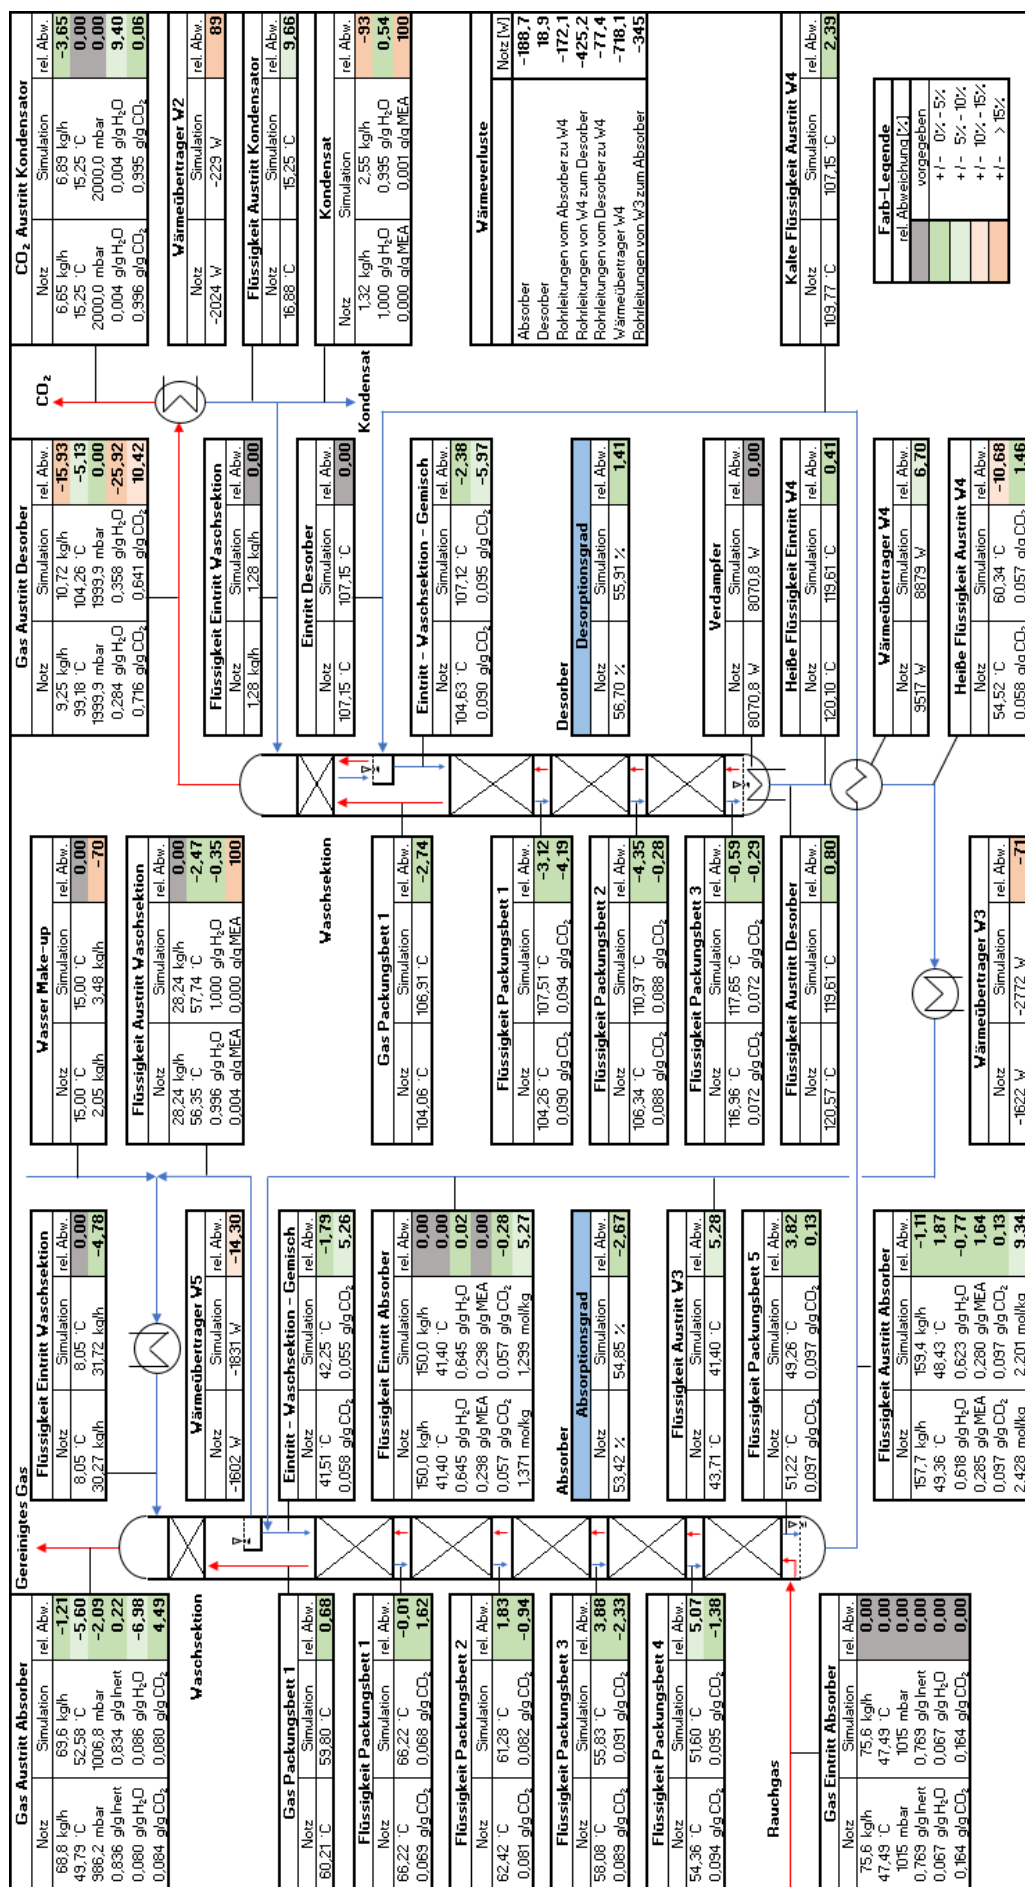 Gas Austritt Absorber
Notz Simulation rel. Abw.
68,8 kg/h 69,6 kg/h -1,21
49,79 °C 52,58 °C -5,60
986,2 mbar 1006,8 mbar -2,09
0,836 g/g Inert 0,834 g/g Inert 0,22
0,080 g/g H₂O 0,086 g/g H₂O -6,98
0,084 g/g CO₂ 0,080 g/g CO₂ 4,49
Waschsektion
Gas Packungsbett 1
Notz Simulation rel. Abw.
60,21 °C 59,80 °C 0,68
Flüssigkeit Packungsbett 1
Notz Simulation rel. Abw.
66,22 °C 66,22 °C -0,01
0,069 g/g CO₂ 0,068 g/g CO₂ 1,62
Flüssigkeit Packungsbett 2
Notz Simulation rel. Abw.
62,42 °C 61,28 °C 1,83
0,081 g/g CO₂ 0,082 g/g CO₂ -0,94
Flüssigkeit Packungsbett 3
Notz Simulation rel. Abw.
58,08 °C 55,83 °C 3,88
0,089 g/g CO₂ 0,091 g/g CO₂ -2,33
Flüssigkeit Packungsbett 4
Notz Simulation rel. Abw.
54,36 °C 51,60 °C 5,07
0,094 g/g CO₂ 0,095 g/g CO₂ -1,38
Rauchgas
Gas Eintritt Absorber
Notz Simulation rel. Abw.
75,6 kg/h 75,6 kg/h 0,00
47,49 °C 47,49 °C 0,00
1015 mbar 1015 mbar 0,00
0,769 g/g Inert 0,769 g/g Inert 0,00
0,067 g/g H₂O 0,067 g/g H₂O 0,00
0,164 g/g CO₂ 0,164 g/g CO₂ 0,00
Gereinigtes Gas
Flüssigkeit Eintritt Waschsektion
Notz Simulation rel. Abw.
8,05 °C 8,05 °C 0,00
30,27 kg/h 31,72 kg/h -4,78
Wärmeübertrager W5
Notz Simulation rel. Abw.
-1602 W -1831 W -14,30
Eintritt - Waschsektion - Gemisch
Notz Simulation rel. Abw.
41,51 °C 42,25 °C -1,79
0,058 g/g CO₂ 0,055 g/g CO₂ 5,26
Flüssigkeit Eintritt Absorber
Notz Simulation rel. Abw.
150,0 kg/h 150,0 kg/h 0,00
41,40 °C 41,40 °C 0,00
0,645 g/g H₂O 0,645 g/g H₂O 0,02
0,298 g/g MEA 0,298 g/g MEA 0,00
0,057 g/g CO₂ 0,057 g/g CO₂ -0,28
1,371 mol/kg 1,299 mol/kg 5,27
Absorber
Absorptionsgrad
Notz Simulation rel. Abw.
53,42 % 54,85 % -2,67
Flüssigkeit Austritt W3
Notz Simulation rel. Abw.
43,71 °C 41,40 °C 5,28
Flüssigkeit Packungsbett 5
Notz Simulation rel. Abw.
51,22 °C 49,26 °C 3,82
0,097 g/g CO₂ 0,097 g/g CO₂ 0,13
Flüssigkeit Austritt Absorber
Notz Simulation rel. Abw.
157,7 kg/h 159,4 kg/h -1,11
49,36 °C 48,43 °C 1,87
0,618 g/g H₂O 0,623 g/g H₂O -0,77
0,285 g/g MEA 0,280 g/g MEA 1,64
0,097 g/g CO₂ 0,097 g/g CO₂ 0,13
2,428 mol/kg 2,201 mol/kg 9,34
Wasser Make-up
Notz Simulation rel. Abw.
15,00 °C 15,00 °C 0,00
2,05 kg/h 3,48 kg/h -70
Flüssigkeit Austritt Waschsektion
Notz Simulation rel. Abw.
28,24 kg/h 28,24 kg/h 0,00
56,35 °C 57,74 °C -2,47
0,996 g/g H₂O 1,000 g/g H₂O -0,35
0,004 g/g MEA 0,000 g/g MEA 100
Waschsektion
Gas Packungsbett 1
Notz Simulation rel. Abw.
104,06 °C 106,91 °C -2,74
Flüssigkeit Packungsbett 1
Notz Simulation rel. Abw.
104,26 °C 107,51 °C -3,12
0,090 g/g CO₂ 0,094 g/g CO₂ -4,19
Flüssigkeit Packungsbett 2
Notz Simulation rel. Abw.
106,34 °C 110,97 °C -4,35
0,088 g/g CO₂ 0,088 g/g CO₂ -0,28
Flüssigkeit Packungsbett 3
Notz Simulation rel. Abw.
116,96 °C 117,65 °C -0,59
0,072 g/g CO₂ 0,072 g/g CO₂ -0,29
Flüssigkeit Austritt Desorber
Notz Simulation rel. Abw.
120,57 °C 119,61 °C 0,80
Wärmeübertrager W3
Notz Simulation rel. Abw.
-1622 W -2772 W -71
Gas Austritt Desorber
Notz Simulation rel. Abw.
9,25 kg/h 10,72 kg/h -15,93
99,18 °C 104,26 °C -5,13
1999,9 mbar 1999,9 mbar 0,00
0,284 g/g H₂O 0,358 g/g H₂O -25,92
0,716 g/g CO₂ 0,641 g/g CO₂ 10,42
Flüssigkeit Eintritt Waschsektion
Notz Simulation rel. Abw.
1,28 kg/h 1,28 kg/h 0,00
Eintritt Desorber
Notz Simulation rel. Abw.
107,15 °C 107,15 °C 0,00
Eintritt - Waschsektion - Gemisch
Notz Simulation rel. Abw.
104,63 °C 107,12 °C -2,38
0,090 g/g CO₂ 0,095 g/g CO₂ -5,97
Desorber
Desorptionsgrad
Notz Simulation rel. Abw.
56,70 % 55,91 % 1,41
Verdampfer
Notz Simulation rel. Abw.
8070,8 W 8070,8 W 0,00
Heiße Flüssigkeit Eintritt W4
Notz Simulation rel. Abw.
120,10 °C 119,61 °C 0,41
Wärmeübertrager W4
Notz Simulation rel. Abw.
9517 W 8879 W 6,70
Heiße Flüssigkeit Austritt W4
Notz Simulation rel. Abw.
54,52 °C 60,34 °C -10,68
0,058 g/g CO₂ 0,057 g/g CO₂ 1,46
CO₂
Kondensat
CO₂ Austritt Kondensator
Notz Simulation rel. Abw.
6,65 kg/h 6,89 kg/h -3,65
15,25 °C 15,25 °C 0,00
2000,0 mbar 2000,0 mbar 0,00
0,004 g/g H₂O 0,004 g/g H₂O 9,40
0,996 g/g CO₂ 0,995 g/g CO₂ 0,06
Wärmeübertrager W2
Notz Simulation rel. Abw.
-2024 W -229 W 89
Flüssigkeit Austritt Kondensator
Notz Simulation rel. Abw.
16,88 °C 15,25 °C 9,66
Kondensat
Notz Simulation rel. Abw.
1,32 kg/h 2,55 kg/h -93
1,000 g/g H₂O 0,995 g/g H₂O 0,54
0,000 g/g MEA 0,001 g/g MEA 100
Wärmeverluste
Notz [W]
Absorber -188,7
Desorber 18,9
Rohrleitungen vom Absorber zu W4 -172,1
Rohrleitungen von W4 zum Desorber -425,2
Rohrleitungen vom Desorber zu W4 -77,4
Wärmeübertrager W4 -718,1
Rohrleitungen von W3 zum Absorber -345
Kalte Flüssigkeit Austritt W4
Notz Simulation rel. Abw.
109,77 °C 107,15 °C 2,39
Farb-Legende
rel. Abweichung [%]
vorgegeben
+/- 0% - 5%
+/- 5% - 10%
+/- 10% - 15%
+/- > 15%